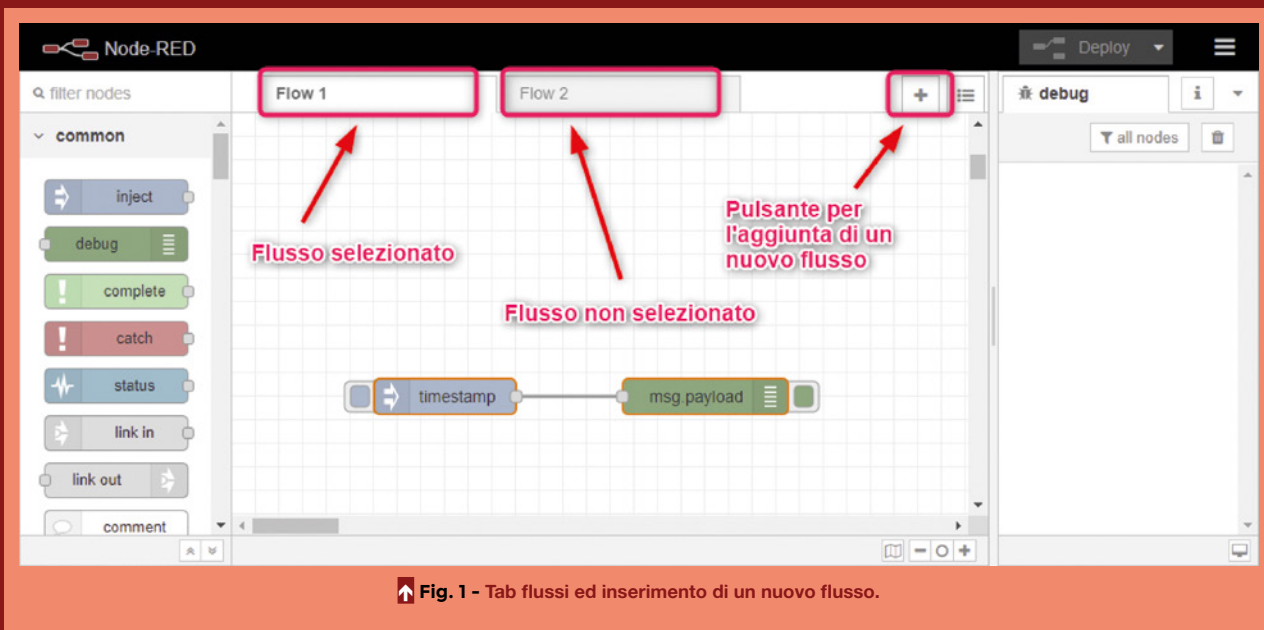 Node-RED
Deploy
filter nodes
Flow 1
Flow 2
debug
i
common
all nodes
inject
debug
complete
catch
status
link in
link out
comment
Flusso selezionato
Flusso non selezionato
Pulsante per
l'aggiunta di un
nuovo flusso
timestamp
msg.payload
Fig. 1 - Tab flussi ed inserimento di un nuovo flusso.